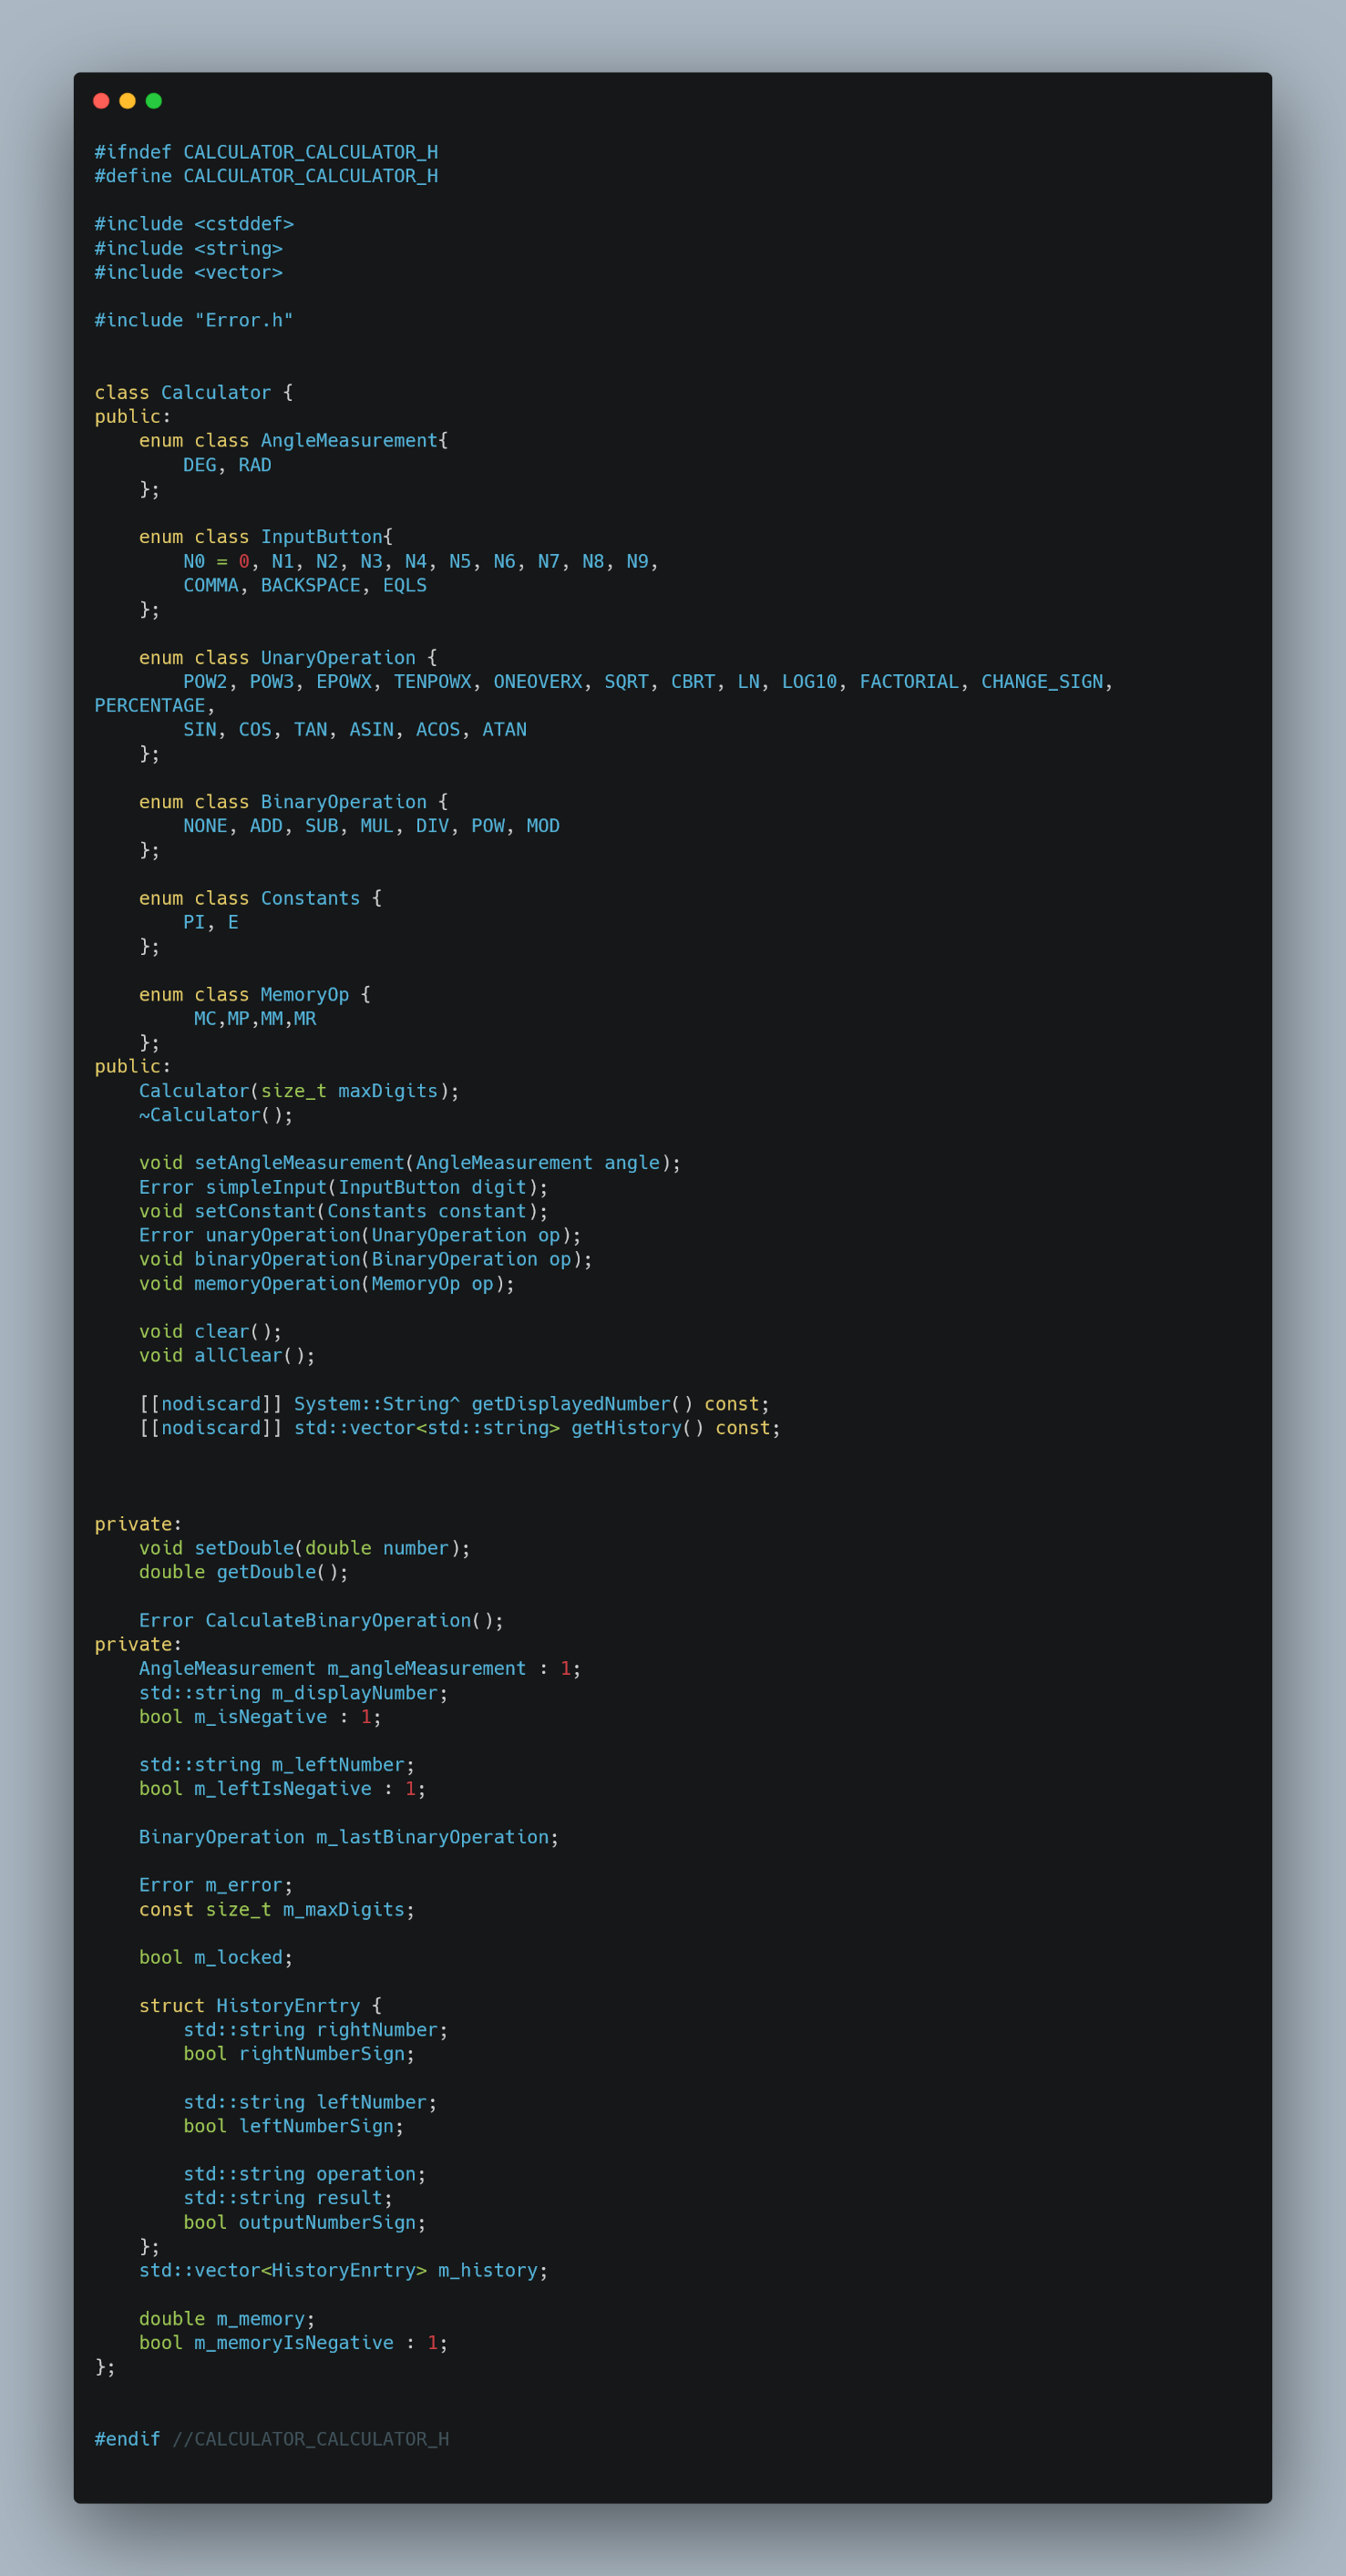 #ifndef CALCULATOR_CALCULATOR_H
#define CALCULATOR_CALCULATOR_H

#include <cstddef>
#include <string>
#include <vector>

#include "Error.h"


class Calculator {
public:
    enum class AngleMeasurement{
        DEG, RAD
    };

    enum class InputButton{
        N0 = 0, N1, N2, N3, N4, N5, N6, N7, N8, N9,
        COMMA, BACKSPACE, EQLS
    };

    enum class UnaryOperation {
        POW2, POW3, EPOWX, TENPOWX, ONEOVERX, SQRT, CBRT, LN, LOG10, FACTORIAL, CHANGE_SIGN,
PERCENTAGE,
        SIN, COS, TAN, ASIN, ACOS, ATAN
    };

    enum class BinaryOperation {
        NONE, ADD, SUB, MUL, DIV, POW, MOD
    };

    enum class Constants {
        PI, E
    };

    enum class MemoryOp {
         MC,MP,MM,MR
    };
public:
    Calculator(size_t maxDigits);
    ~Calculator();

    void setAngleMeasurement(AngleMeasurement angle);
    Error simpleInput(InputButton digit);
    void setConstant(Constants constant);
    Error unaryOperation(UnaryOperation op);
    void binaryOperation(BinaryOperation op);
    void memoryOperation(MemoryOp op);

    void clear();
    void allClear();

    [[nodiscard]] System::String^ getDisplayedNumber() const;
    [[nodiscard]] std::vector<std::string> getHistory() const;



private:
    void setDouble(double number);
    double getDouble();

    Error CalculateBinaryOperation();
private:
    AngleMeasurement m_angleMeasurement : 1;
    std::string m_displayNumber;
    bool m_isNegative : 1;

    std::string m_leftNumber;
    bool m_leftIsNegative : 1;

    BinaryOperation m_lastBinaryOperation;

    Error m_error;
    const size_t m_maxDigits;

    bool m_locked;

    struct HistoryEnrtry {
        std::string rightNumber;
        bool rightNumberSign;

        std::string leftNumber;
        bool leftNumberSign;

        std::string operation;
        std::string result;
        bool outputNumberSign;
    };
    std::vector<HistoryEnrtry> m_history;

    double m_memory;
    bool m_memoryIsNegative : 1;
};


#endif //CALCULATOR_CALCULATOR_H